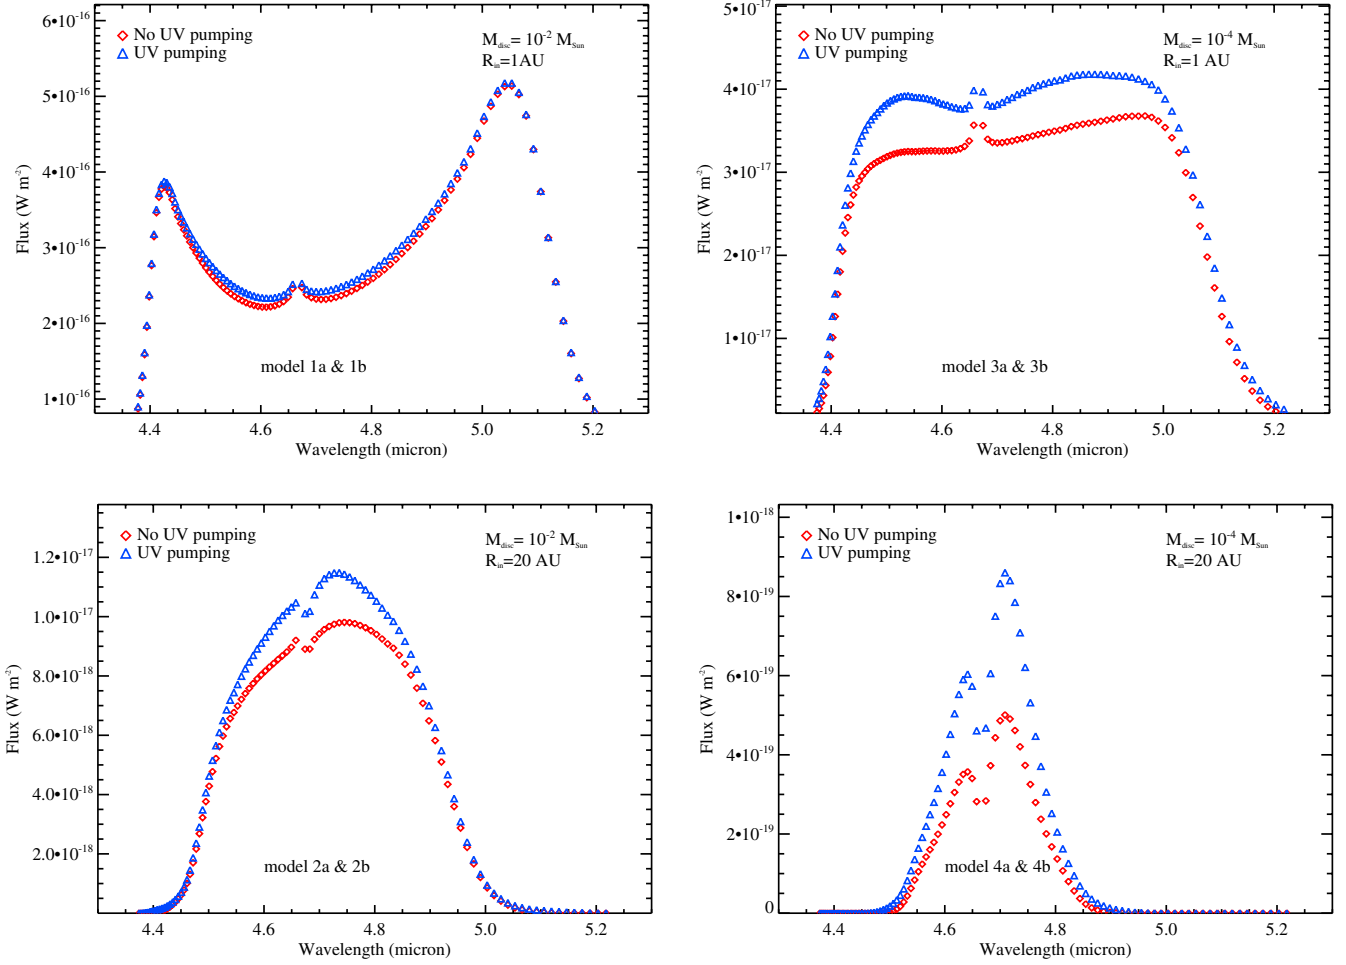 6•10⁻¹⁶
5•10⁻¹⁶
4•10⁻¹⁶
3•10⁻¹⁶
2•10⁻¹⁶
1•10⁻¹⁶
Flux (W m⁻²)
No UV pumping
UV pumping
M_disc= 10⁻² M_Sun
R_in=1AU
model 1a & 1b
4.4 4.6 4.8 5.0 5.2
Wavelength (micron)
5•10⁻¹⁷
4•10⁻¹⁷
3•10⁻¹⁷
2•10⁻¹⁷
1•10⁻¹⁷
Flux (W m⁻²)
No UV pumping
UV pumping
M_disc= 10⁻⁴ M_Sun
R_in=1 AU
model 3a & 3b
4.4 4.6 4.8 5.0 5.2
Wavelength (micron)
1.2•10⁻¹⁷
1.0•10⁻¹⁷
8.0•10⁻¹⁸
6.0•10⁻¹⁸
4.0•10⁻¹⁸
2.0•10⁻¹⁸
Flux (W m⁻²)
No UV pumping
UV pumping
M_disc= 10⁻² M_Sun
R_in=20 AU
model 2a & 2b
4.4 4.6 4.8 5.0 5.2
Wavelength (micron)
1•10⁻¹⁸
8•10⁻¹⁹
6•10⁻¹⁹
4•10⁻¹⁹
2•10⁻¹⁹
0
Flux (W m⁻²)
No UV pumping
UV pumping
M_disc= 10⁻⁴ M_Sun
R_in=20 AU
model 4a & 4b
4.4 4.6 4.8 5.0 5.2
Wavelength (micron)